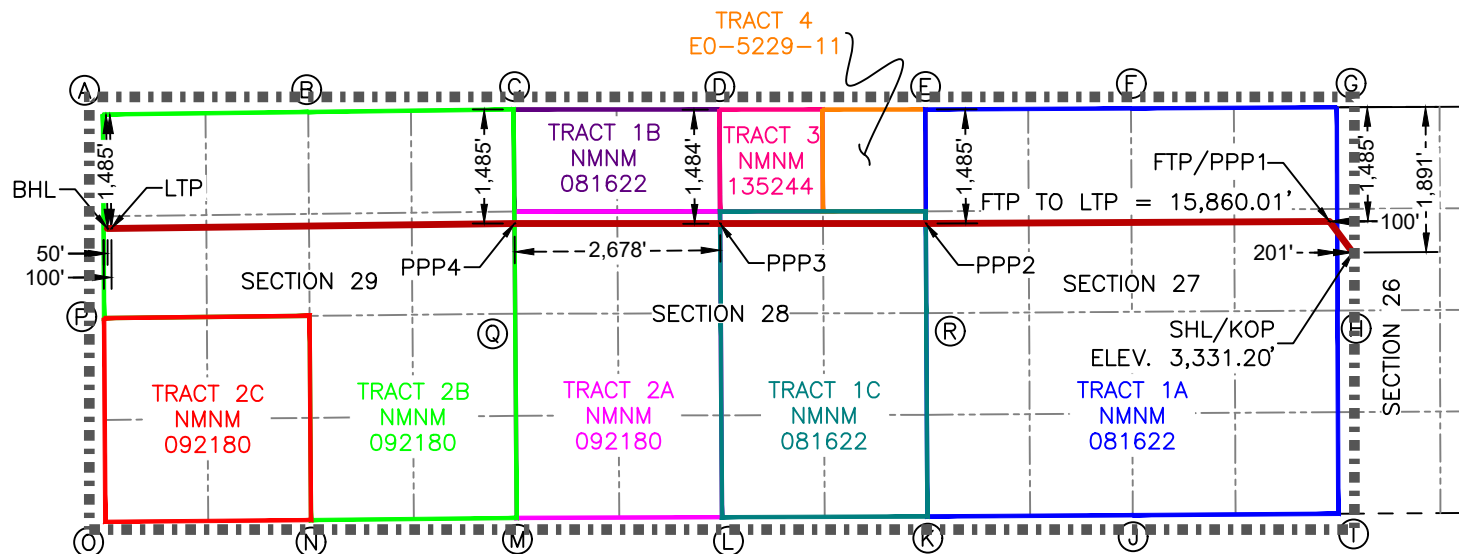 TRACT 4
E0-5229-11
A
B
C
D
E
F
G
TRACT 1B
NMNM
081622
TRACT 3
NMNM
135244
1,485'
1,485'
1,484'
1,485'
1,485'
1,891'
FTP/PPP1
BHL
LTP
FTP TO LTP = 15,860.01'
100'
50'
100'
2,678'
201'
PPP4
PPP3
PPP2
SECTION 29
SECTION 28
SECTION 27
SECTION 26
P
Q
R
H
SHL/KOP
ELEV. 3,331.20'
TRACT 2C
NMNM
092180
TRACT 2B
NMNM
092180
TRACT 2A
NMNM
092180
TRACT 1C
NMNM
081622
TRACT 1A
NMNM
081622
O
N
M
L
K
J
I